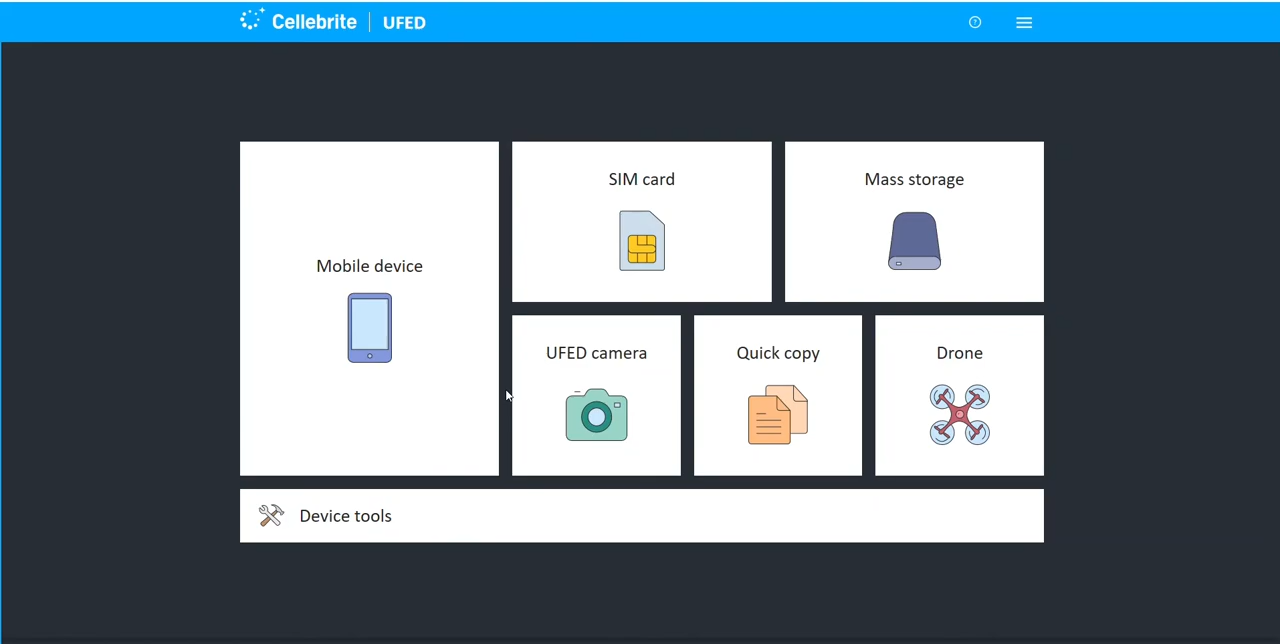 Cellebrite | UFED
Mobile device
SIM card
Mass storage
UFED camera
Quick copy
Drone
Device tools